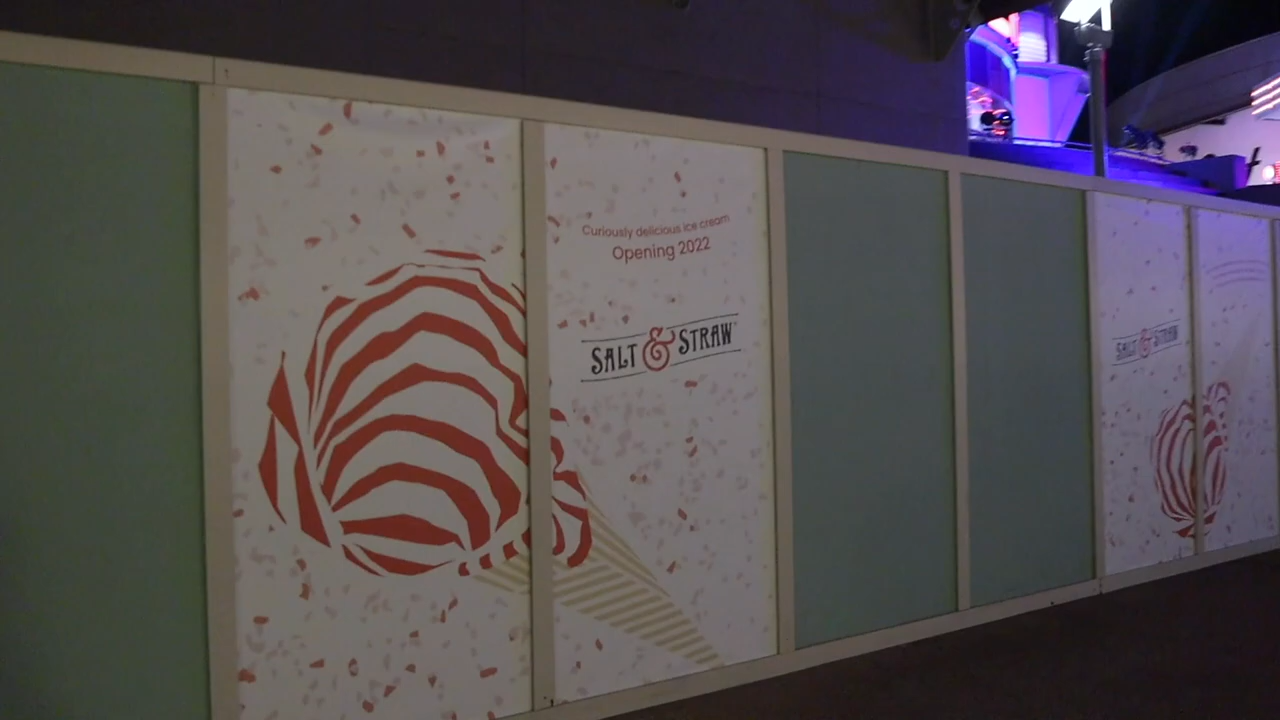 Curiously delicious ice cream
Opening 2022
SALT & STRAW
SALT & STRAW